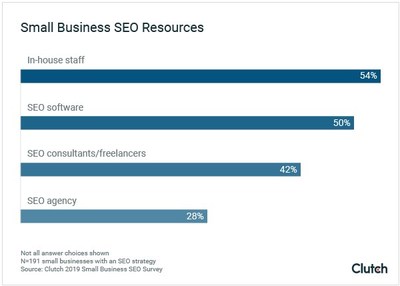 Small Business SEO Resources
In-house staff
54%
SEO software
50%
SEO consultants/freelancers
42%
SEO agency
28%
Not all answer choices shown
N=191 small businesses with an SEO strategy
Source: Clutch 2019 Small Business SEO Survey
Clutch